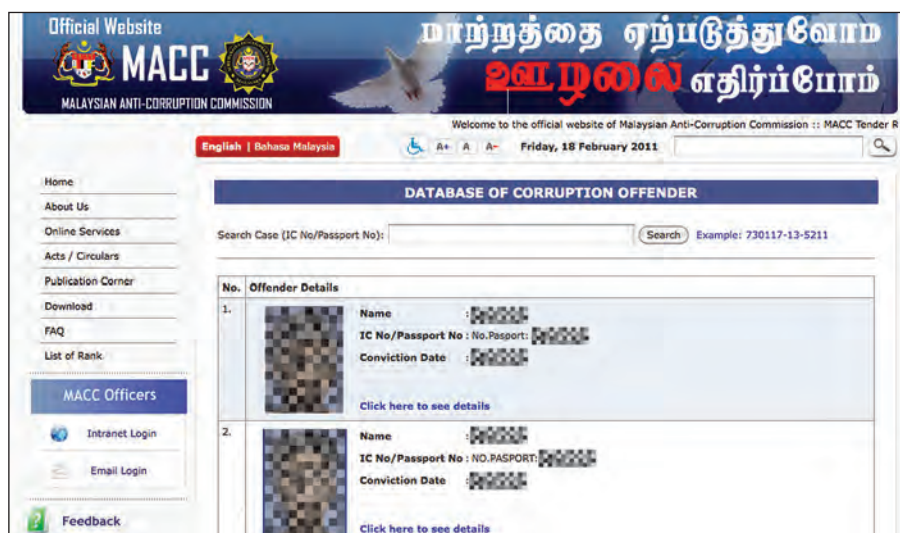 Official Website
MACC
MALAYSIAN ANTI-CORRUPTION COMMISSION
மாற்றத்தை ஏற்படுத்துவோம்
ஊழலை எதிர்ப்போம்
Welcome to the official website of Malaysian Anti-Corruption Commission :: MACC Tender R
English | Bahasa Malaysia
A+ A A- Friday, 18 February 2011
Home
About Us
Online Services
Acts / Circulars
Publication Corner
Download
FAQ
List of Rank
MACC Officers
Intranet Login
Email Login
Feedback
DATABASE OF CORRUPTION OFFENDER
Search Case (IC No/Passport No): Search Example: 730117-13-5211
No. Offender Details
1. Name :
IC No/Passport No : No.Pasport:
Conviction Date :
Click here to see details
2. Name :
IC No/Passport No : NO.PASPORT:
Conviction Date :
Click here to see details